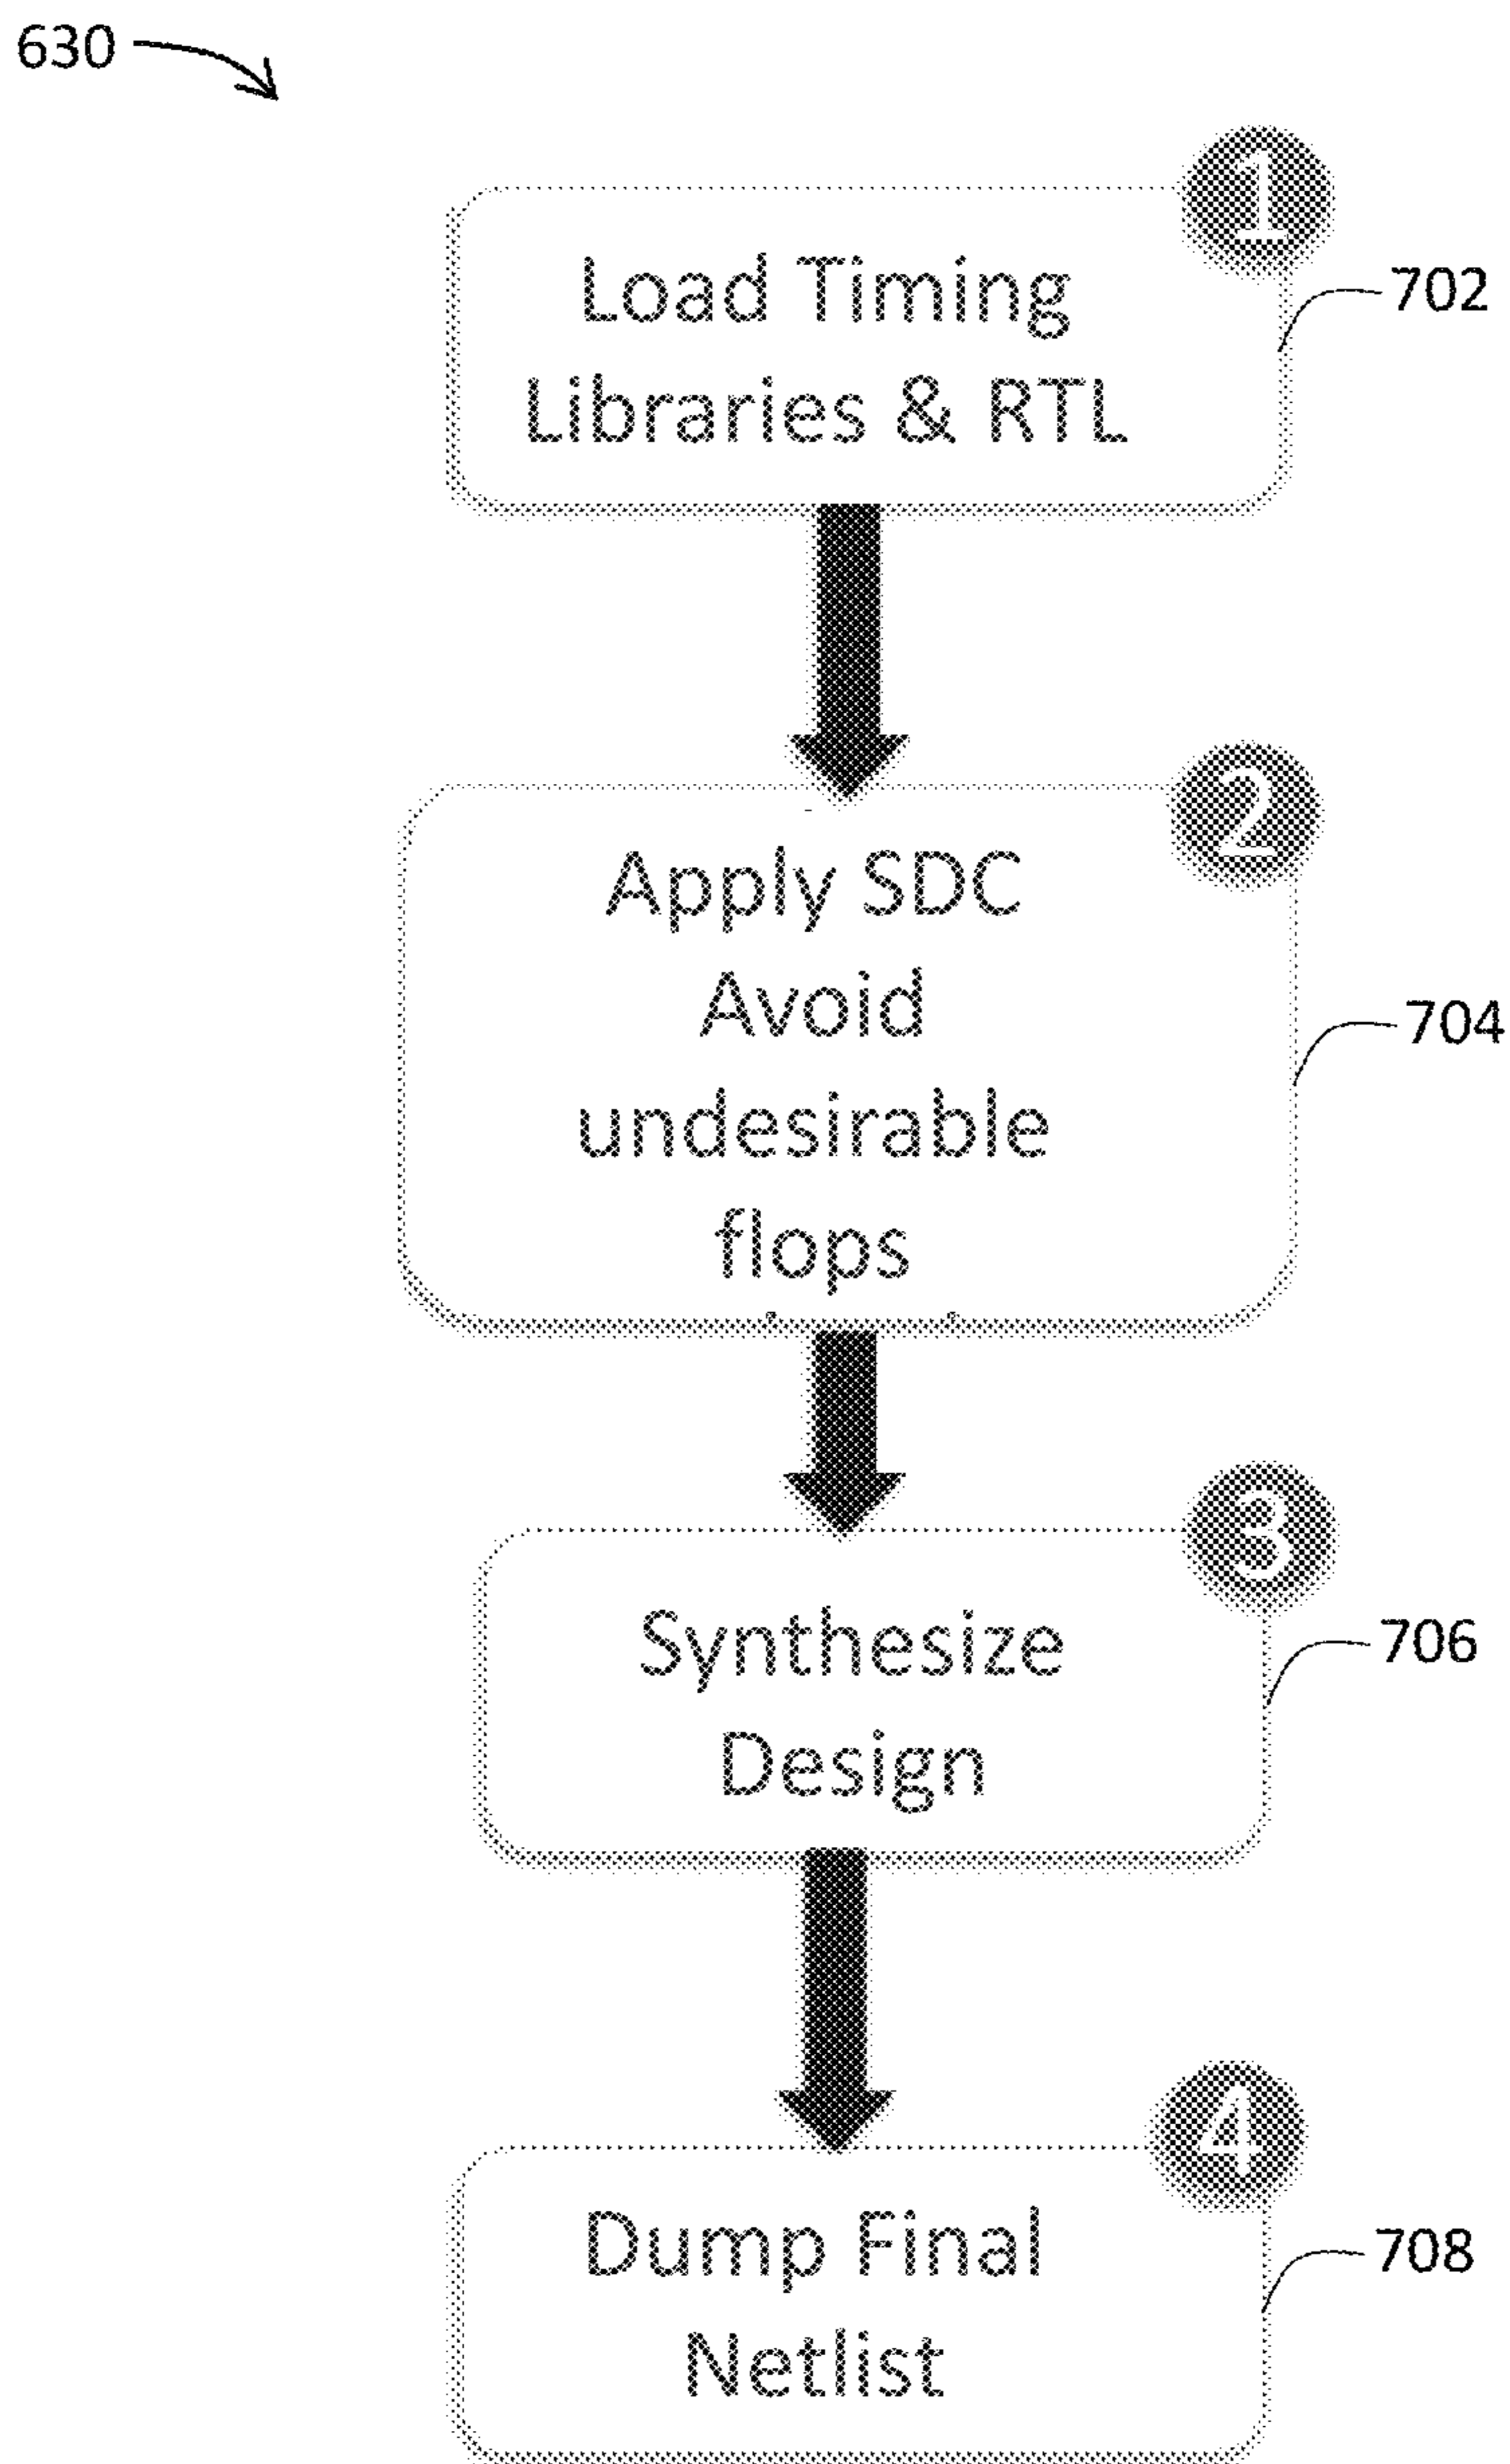 630
1
Load Timing
Libraries & RTL
702
2
Apply SDC
Avoid
undesirable
flops
704
3
Synthesize
Design
706
4
Dump Final
Netlist
708